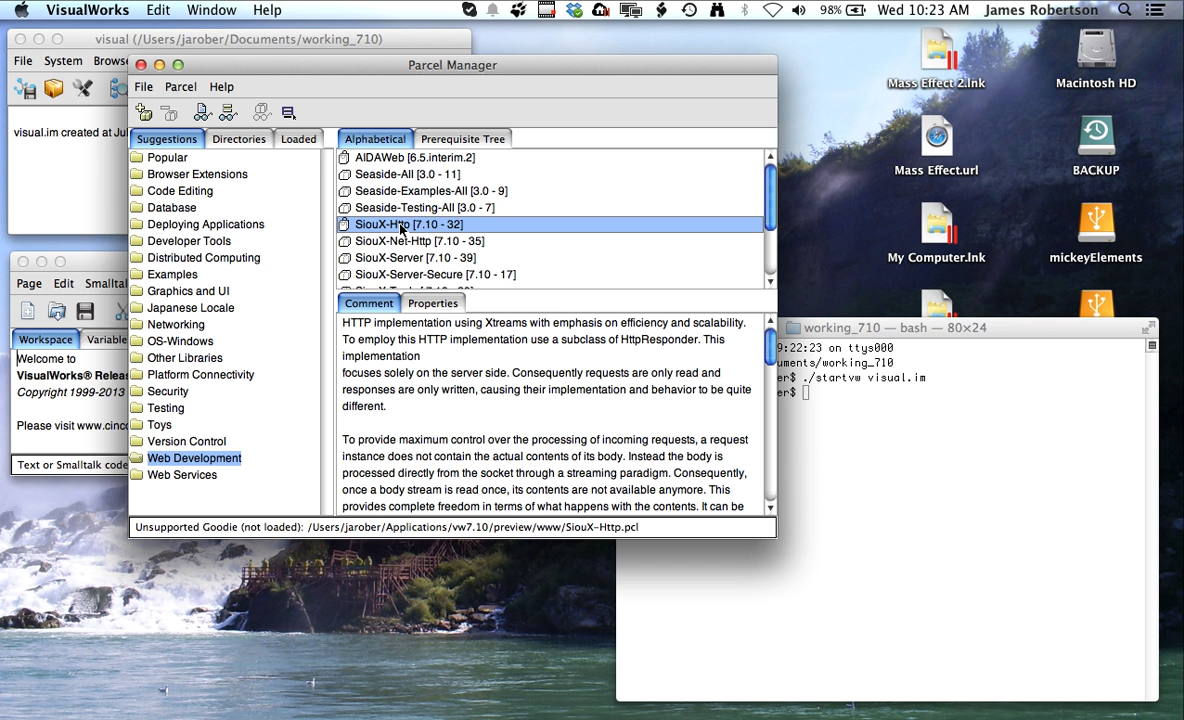 VisualWorks Edit Window Help 98% Wed 10:23 AM James Robertson
visual (/Users/jarober/Documents/working_710)
File System Brows
visual.im created at Ju
Page Edit Smallta
Workspace Variable
Welcome to
VisualWorks® Relea
Copyright 1999-2013
Please visit www.cinc
Text or Smalltalk code
Parcel Manager
File Parcel Help
Suggestions Directories Loaded
Popular
Browser Extensions
Code Editing
Database
Deploying Applications
Developer Tools
Distributed Computing
Examples
Graphics and UI
Japanese Locale
Networking
OS-Windows
Other Libraries
Platform Connectivity
Security
Testing
Toys
Version Control
Web Development
Web Services
Alphabetical Prerequisite Tree
AIDAWeb [6.5.interim.2]
Seaside-All [3.0 - 11]
Seaside-Examples-All [3.0 - 9]
Seaside-Testing-All [3.0 - 7]
SiouX-Http [7.10 - 32]
SiouX-Net-Http [7.10 - 35]
SiouX-Server [7.10 - 39]
SiouX-Server-Secure [7.10 - 17]
Comment Properties
HTTP implementation using Xtreams with emphasis on efficiency and scalability.
To employ this HTTP implementation use a subclass of HttpResponder. This
implementation
focuses solely on the server side. Consequently requests are only read and
responses are only written, causing their implementation and behavior to be quite
different.
To provide maximum control over the processing of incoming requests, a request
instance does not contain the actual contents of its body. Instead the body is
processed directly from the socket through a streaming paradigm. Consequently,
once a body stream is read once, its contents are not available anymore. This
provides complete freedom in terms of what happens with the contents. It can be
Unsupported Goodie (not loaded): /Users/jarober/Applications/vw7.10/preview/www/SiouX-Http.pcl
working_710 — bash — 80×24
9:22:23 on ttys000
uments/working_710
er$ ./startvw visual.im
er$
Mass Effect 2.lnk
Macintosh HD
Mass Effect.url
BACKUP
My Computer.lnk
mickeyElements